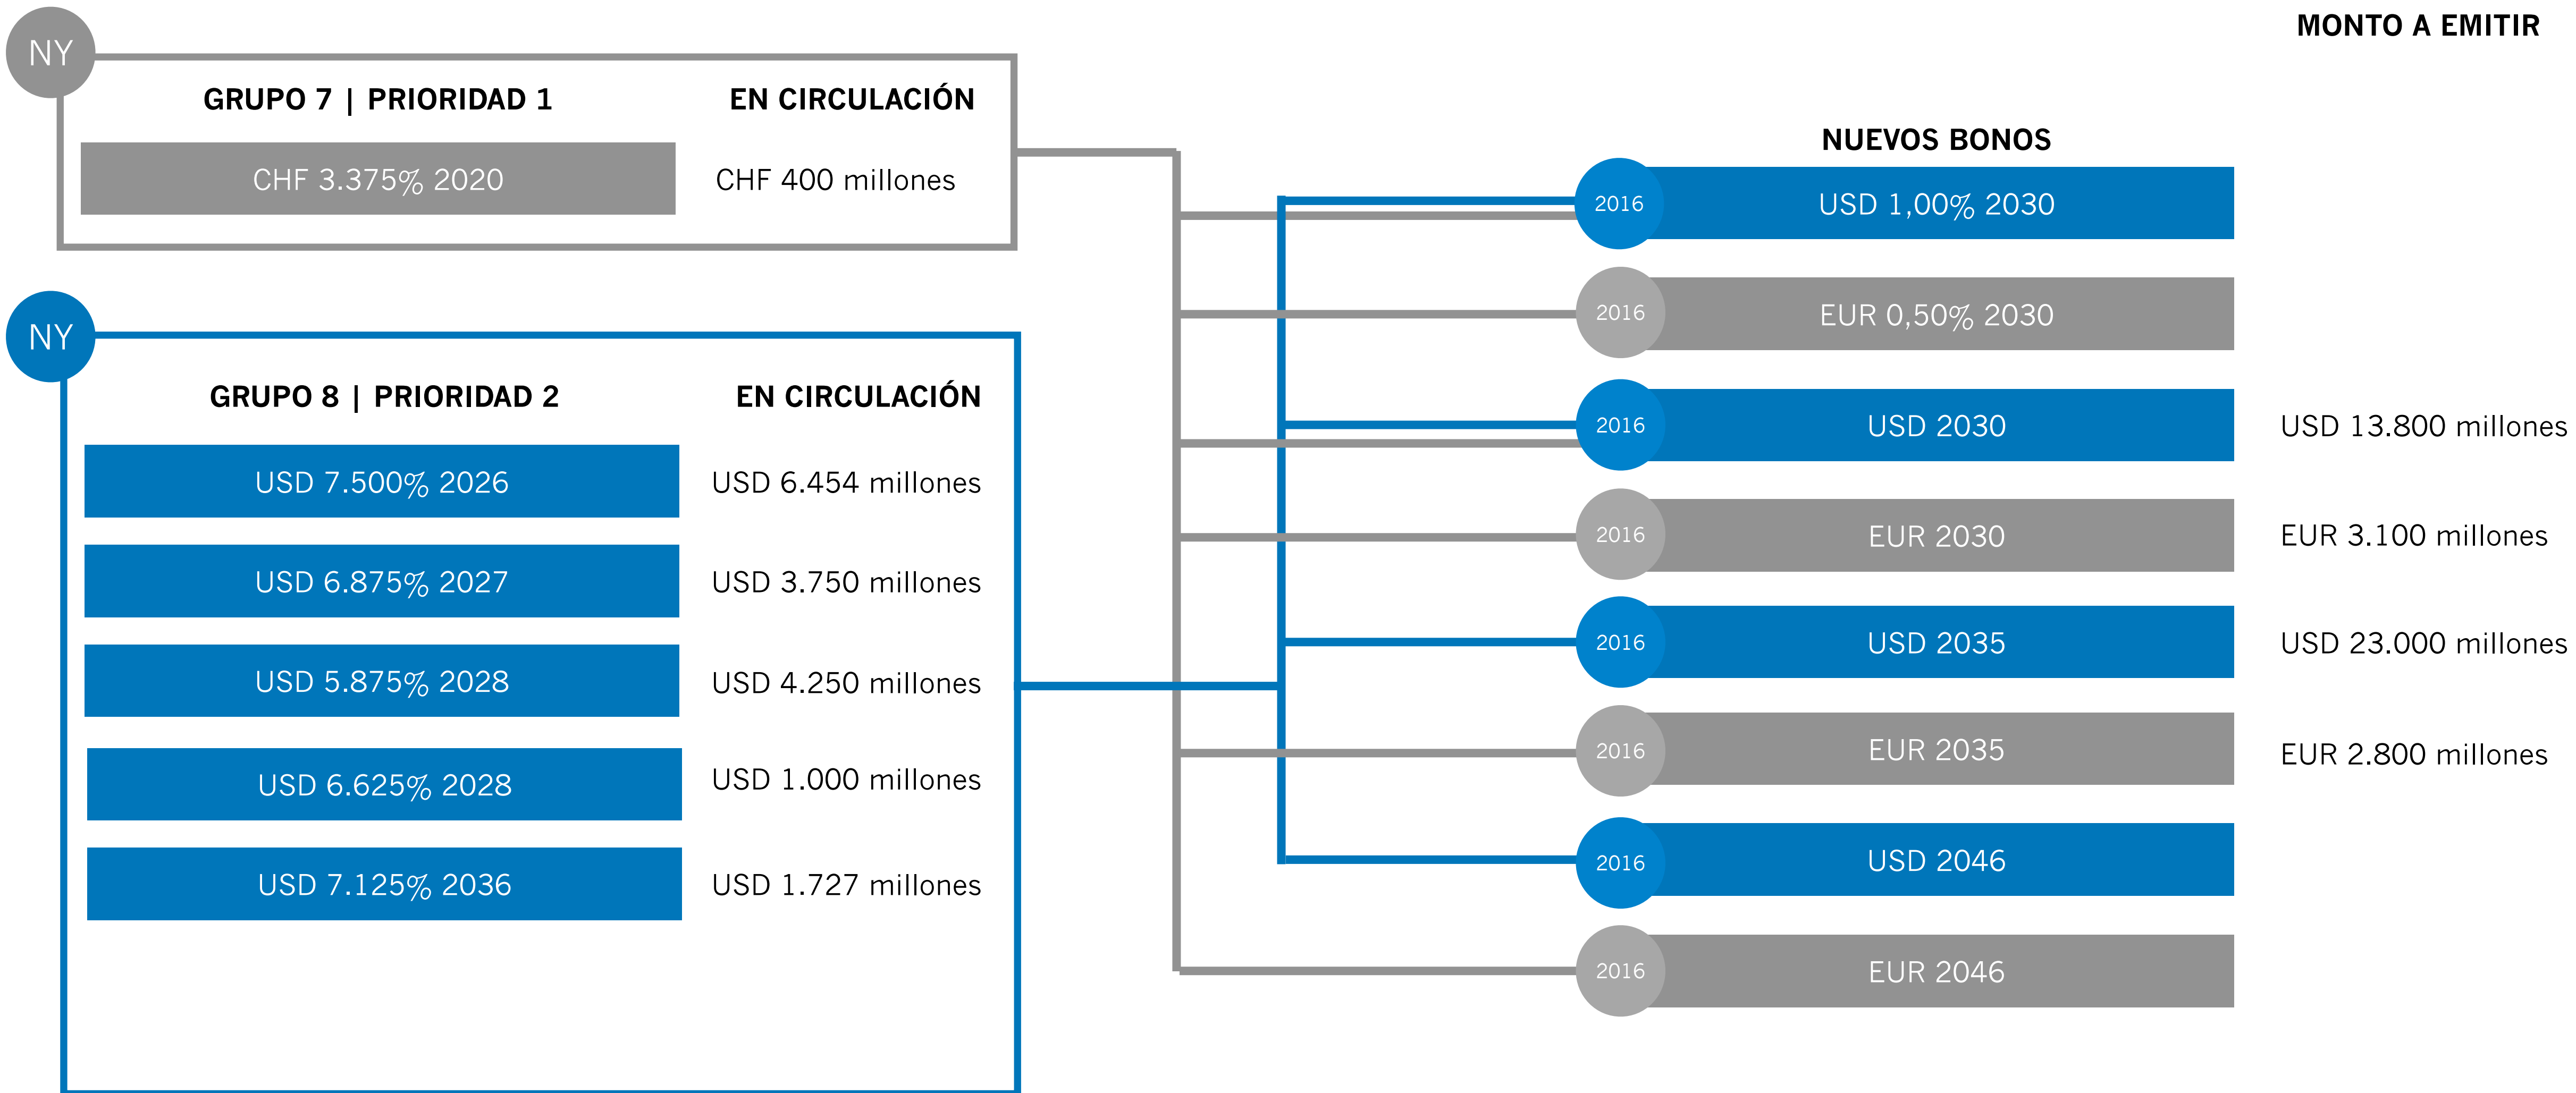 MONTO A EMITIR
NY
GRUPO 7 | PRIORIDAD 1
EN CIRCULACIÓN
CHF 3.375% 2020
CHF 400 millones
NY
GRUPO 8 | PRIORIDAD 2
EN CIRCULACIÓN
USD 7.500% 2026
USD 6.454 millones
USD 6.875% 2027
USD 3.750 millones
USD 5.875% 2028
USD 4.250 millones
USD 6.625% 2028
USD 1.000 millones
USD 7.125% 2036
USD 1.727 millones
NUEVOS BONOS
2016
USD 1,00% 2030
2016
EUR 0,50% 2030
2016
USD 2030
USD 13.800 millones
2016
EUR 2030
EUR 3.100 millones
2016
USD 2035
USD 23.000 millones
2016
EUR 2035
EUR 2.800 millones
2016
USD 2046
2016
EUR 2046